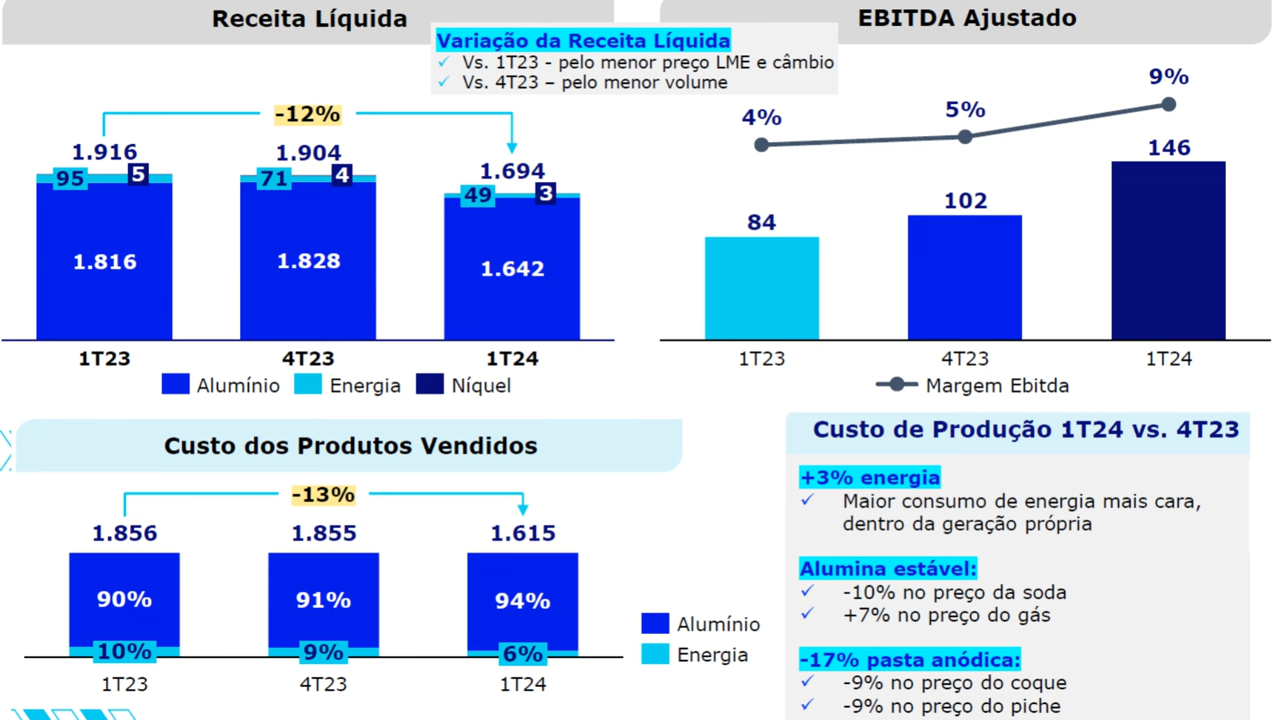 Receita Líquida
Variação da Receita Líquida
✓ Vs. 1T23 - pelo menor preço LME e câmbio
✓ Vs. 4T23 – pelo menor volume
-12%
1.916
1.904
1.694
95
5
71
4
49
3
1.816
1.828
1.642
1T23
4T23
1T24
Alumínio
Energia
Níquel
EBITDA Ajustado
4%
5%
9%
84
102
146
1T23
4T23
1T24
Margem Ebitda
Custo dos Produtos Vendidos
-13%
1.856
1.855
1.615
90%
91%
94%
10%
9%
6%
1T23
4T23
1T24
Alumínio
Energia
Custo de Produção 1T24 vs. 4T23
+3% energia
✓ Maior consumo de energia mais cara,
dentro da geração própria
Alumina estável:
✓ -10% no preço da soda
✓ +7% no preço do gás
-17% pasta anódica:
✓ -9% no preço do coque
✓ -9% no preço do piche